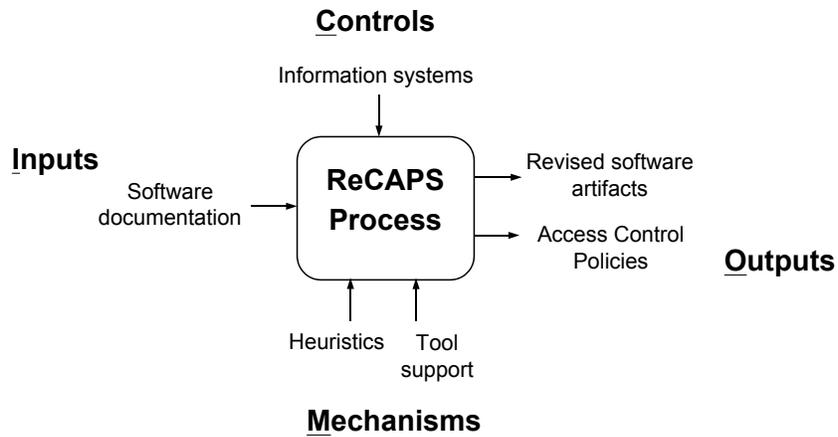 Controls
Information systems
Inputs
Software
documentation
ReCAPS
Process
Revised software
artifacts
Access Control
Policies
Outputs
Heuristics
Tool
support
Mechanisms